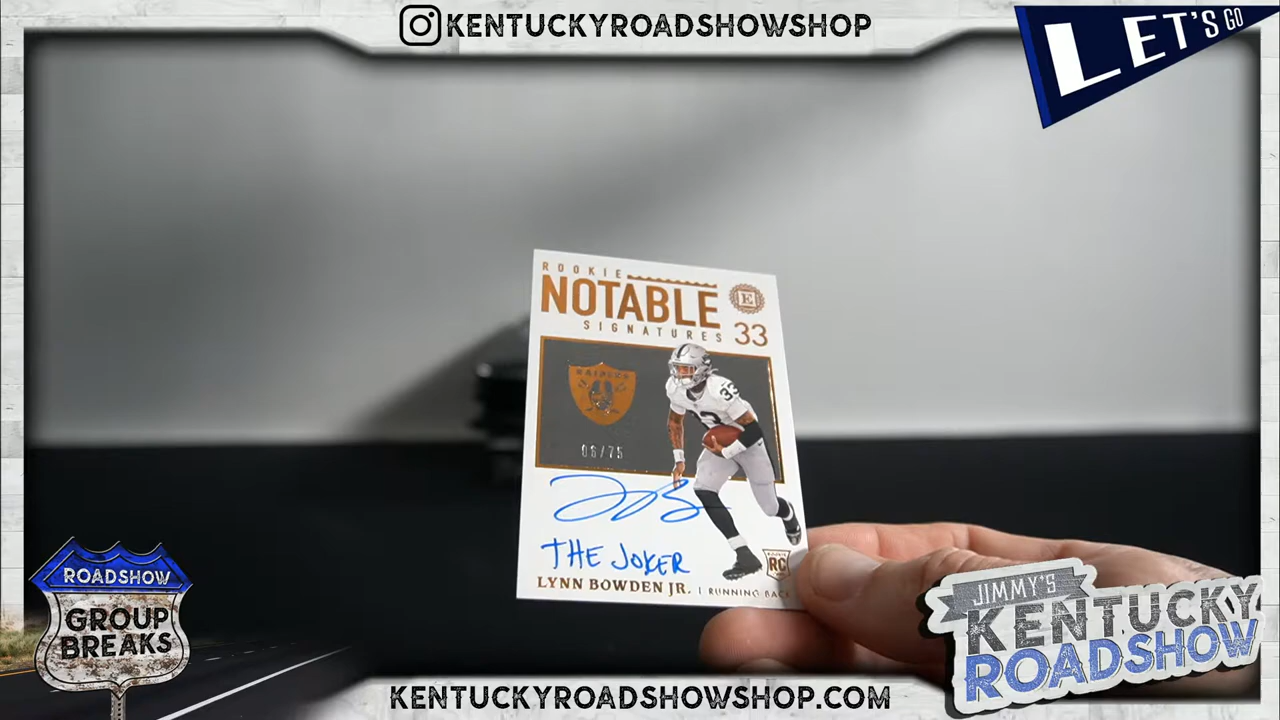 KENTUCKYROADSHOWSHOP
LET'S GO
ROOKIE
NOTABLE
SIGNATURES
E
33
RAIDERS
33
THE JOKER
LYNN BOWDEN JR. | RUNNING BACK
RC
ROADSHOW
GROUP
BREAKS
JIMMY'S
KENTUCKY
ROADSHOW
KENTUCKYROADSHOWSHOP.COM